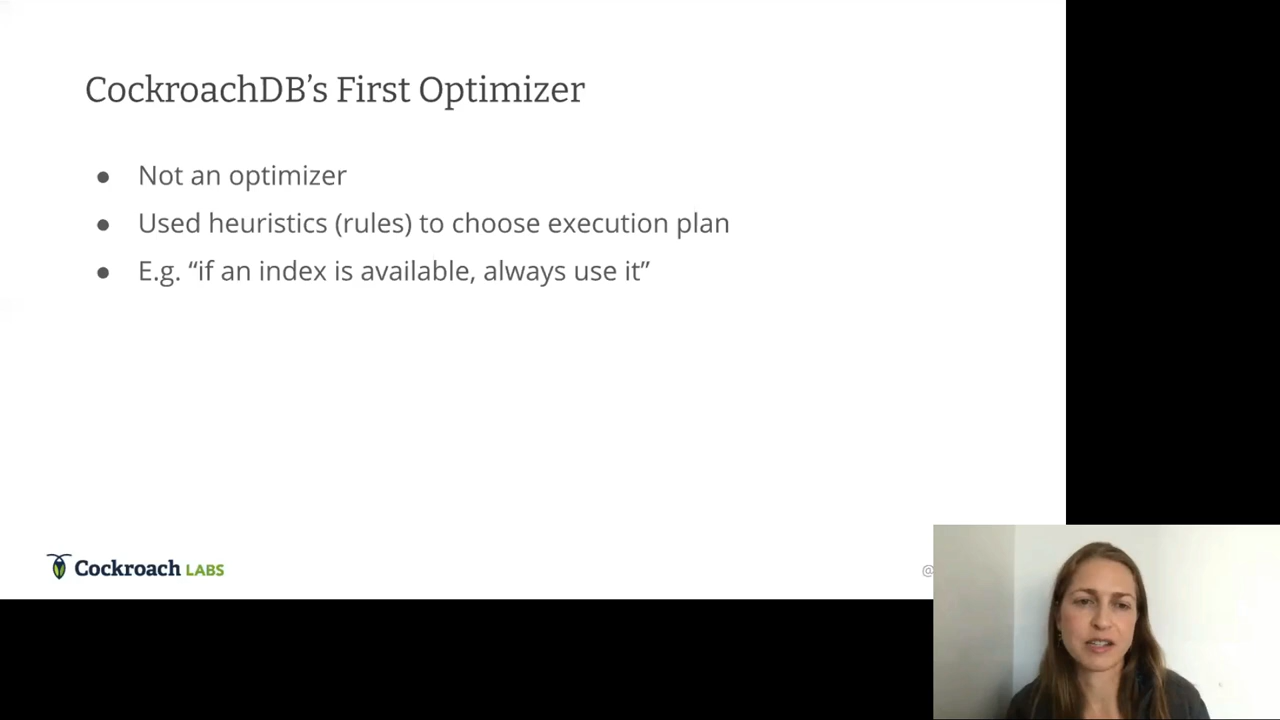 CockroachDB’s First Optimizer
● Not an optimizer
● Used heuristics (rules) to choose execution plan
● E.g. “if an index is available, always use it”
Cockroach LABS
@